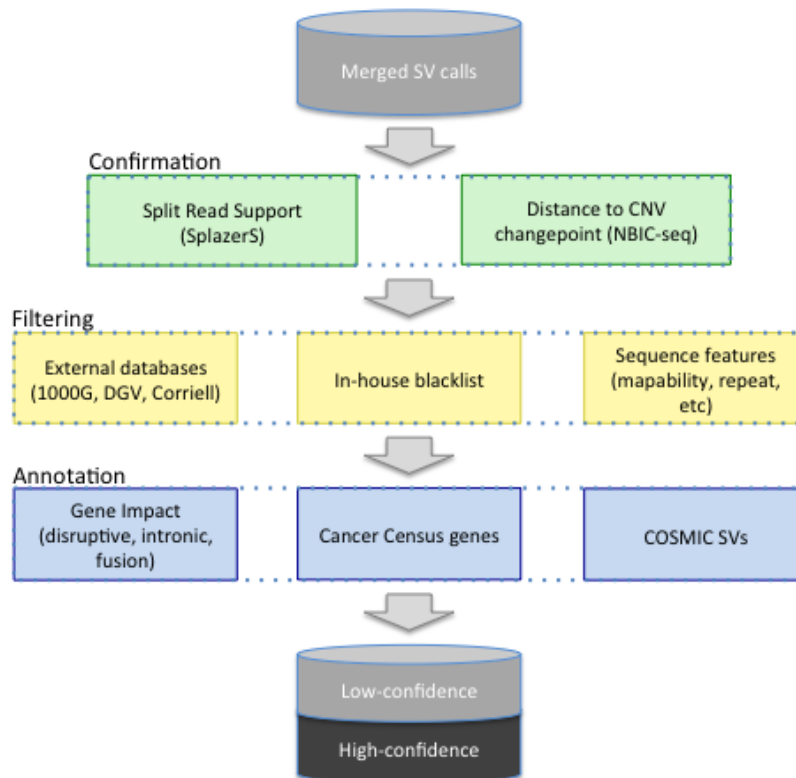 Merged SV calls
Confirmation
Split Read Support
(SplazerS)
Distance to CNV
changepoint (NBIC-seq)
Filtering
External databases
(1000G, DGV, Corriell)
In-house blacklist
Sequence features
(mapability, repeat,
etc)
Annotation
Gene Impact
(disruptive, intronic,
fusion)
Cancer Census genes
COSMIC SVs
Low-confidence
High-confidence